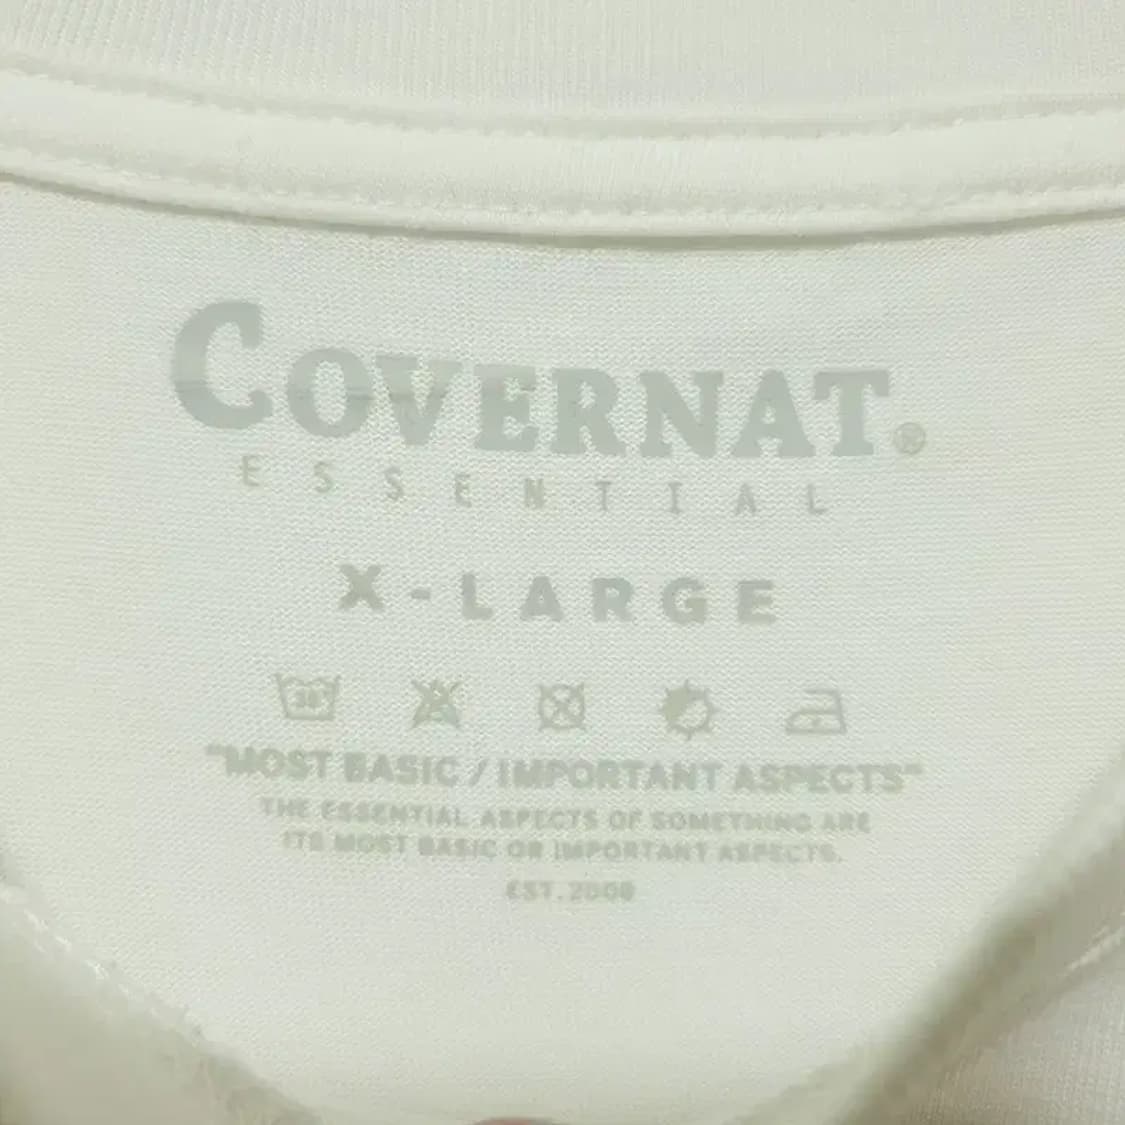 COVERNAT®
ESSENTIAL
X-LARGE
30°
"MOST BASIC / IMPORTANT ASPECTS"
THE ESSENTIAL ASPECTS OF SOMETHING ARE
ITS MOST BASIC OR IMPORTANT ASPECTS.
EST.2008